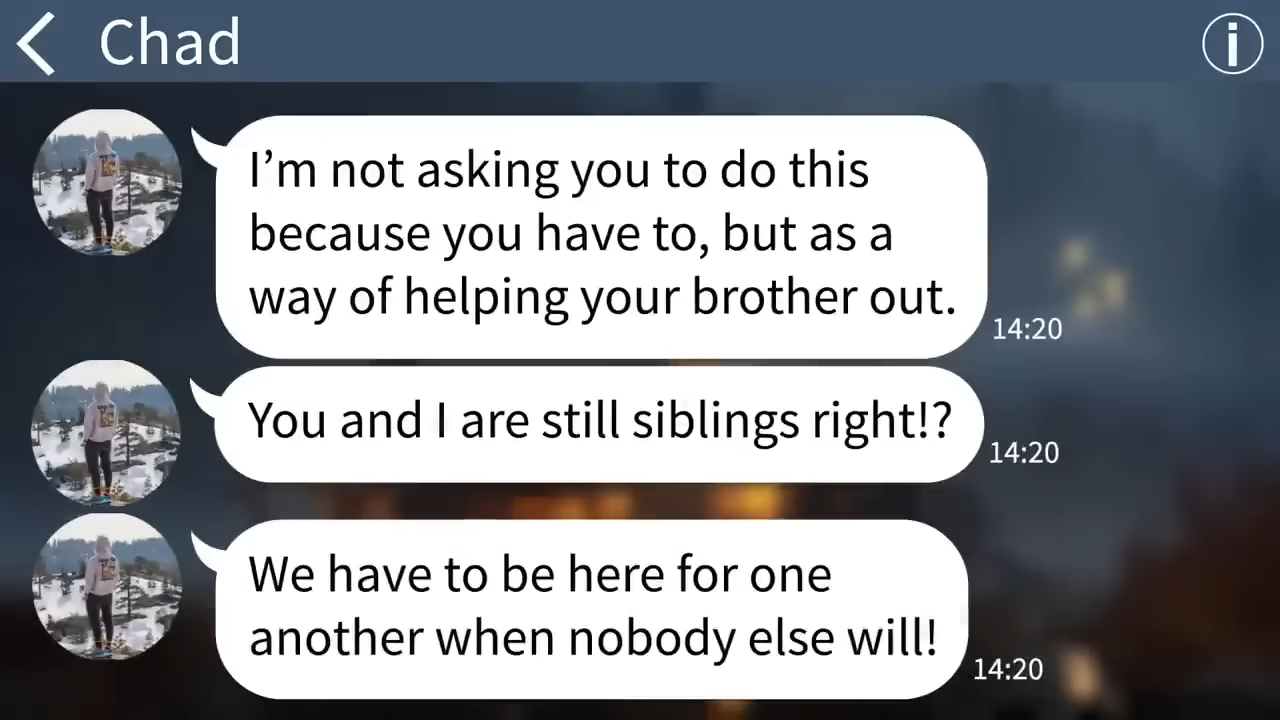 Chad
I’m not asking you to do this
because you have to, but as a
way of helping your brother out.
14:20
You and I are still siblings right!?
14:20
We have to be here for one
another when nobody else will!
14:20